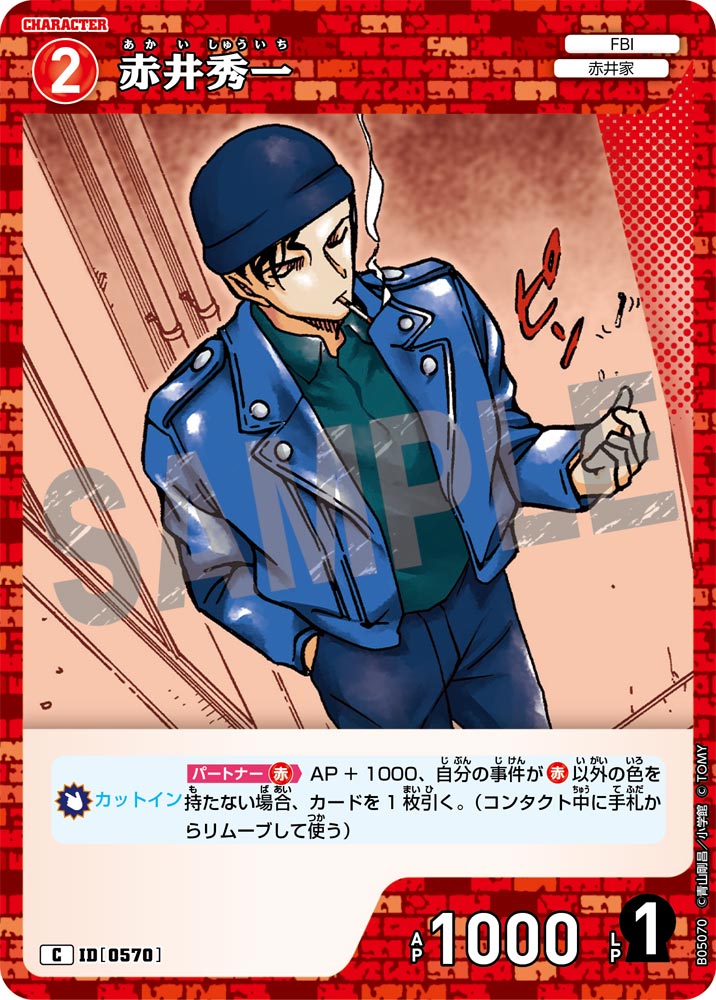 CHARACTER
2
あかいしゅういち
赤井秀一
FBI
赤井家
ピン
SAMPLE
カットイン
パートナー 赤 AP + 1000、自分の事件が 赤 以外の色を
持たない場合、カードを1枚引く。（コンタクト中に手札か
らリムーブして使う）
C ID[0570]
AP 1000
LP 1
B05070 ©青山剛昌／小学館 © TOMY